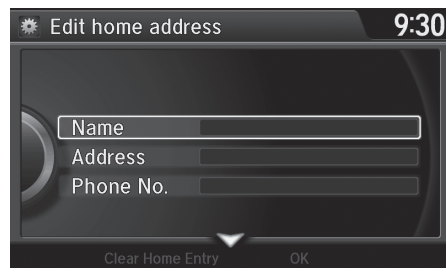 Edit home address
9:30
Name
Address
Phone No.
Clear Home Entry
OK